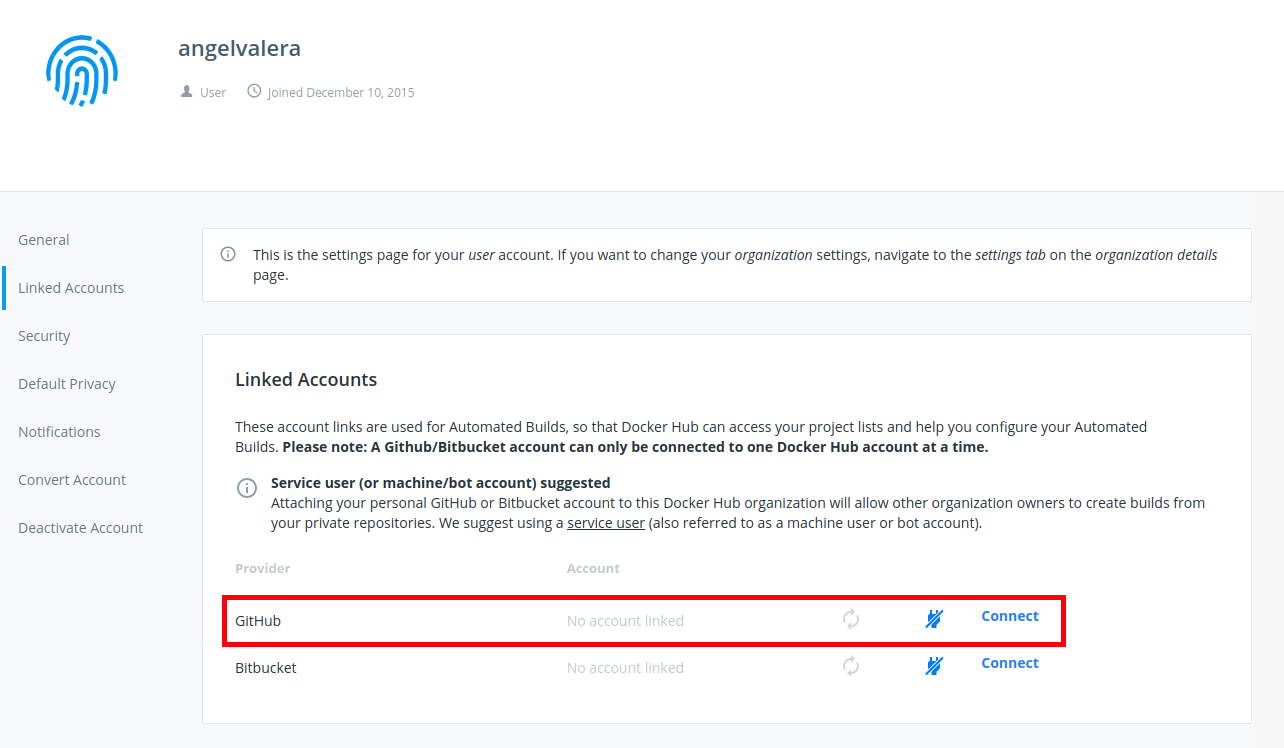 angelvalera
User Joined December 10, 2015
General
Linked Accounts
Security
Default Privacy
Notifications
Convert Account
Deactivate Account
This is the settings page for your user account. If you want to change your organization settings, navigate to the settings tab on the organization details
page.
Linked Accounts
These account links are used for Automated Builds, so that Docker Hub can access your project lists and help you configure your Automated
Builds. Please note: A Github/Bitbucket account can only be connected to one Docker Hub account at a time.
Service user (or machine/bot account) suggested
Attaching your personal GitHub or Bitbucket account to this Docker Hub organization will allow other organization owners to create builds from
your private repositories. We suggest using a service user (also referred to as a machine user or bot account).
Provider Account
GitHub No account linked Connect
Bitbucket No account linked Connect